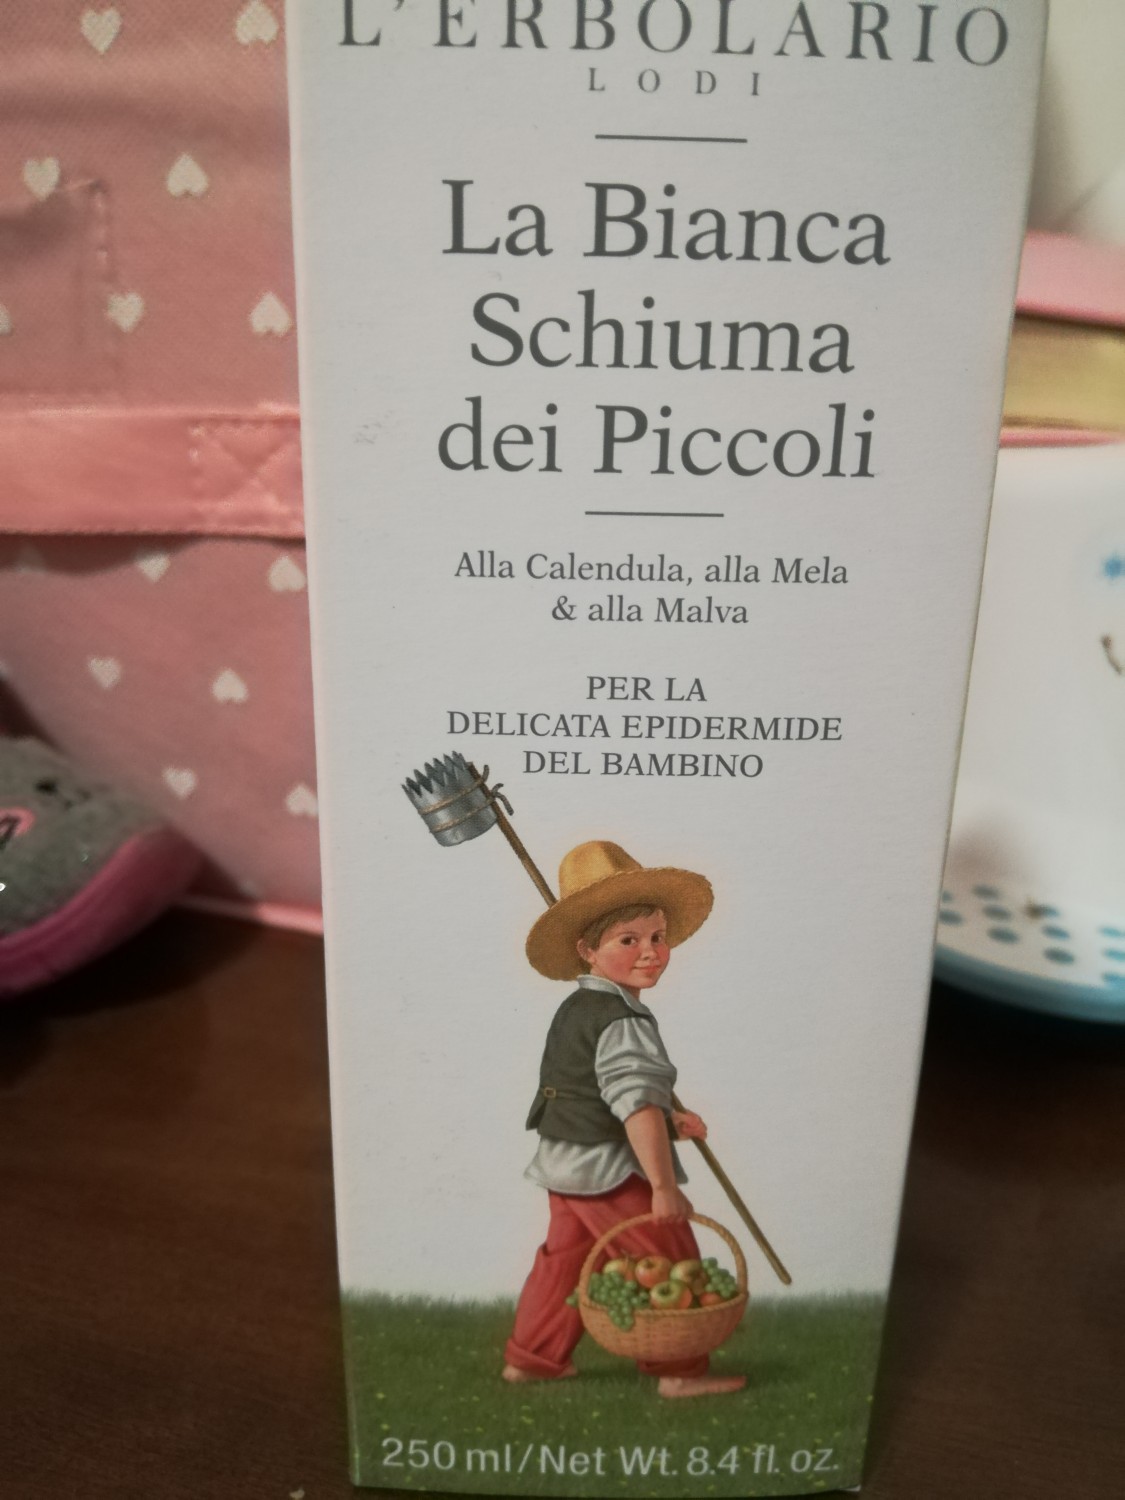 L'ERBOLARIO
LODI
La Bianca
Schiuma
dei Piccoli
Alla Calendula, alla Mela
& alla Malva
PER LA
DELICATA EPIDERMIDE
DEL BAMBINO
250 ml/Net Wt. 8.4 fl. oz.